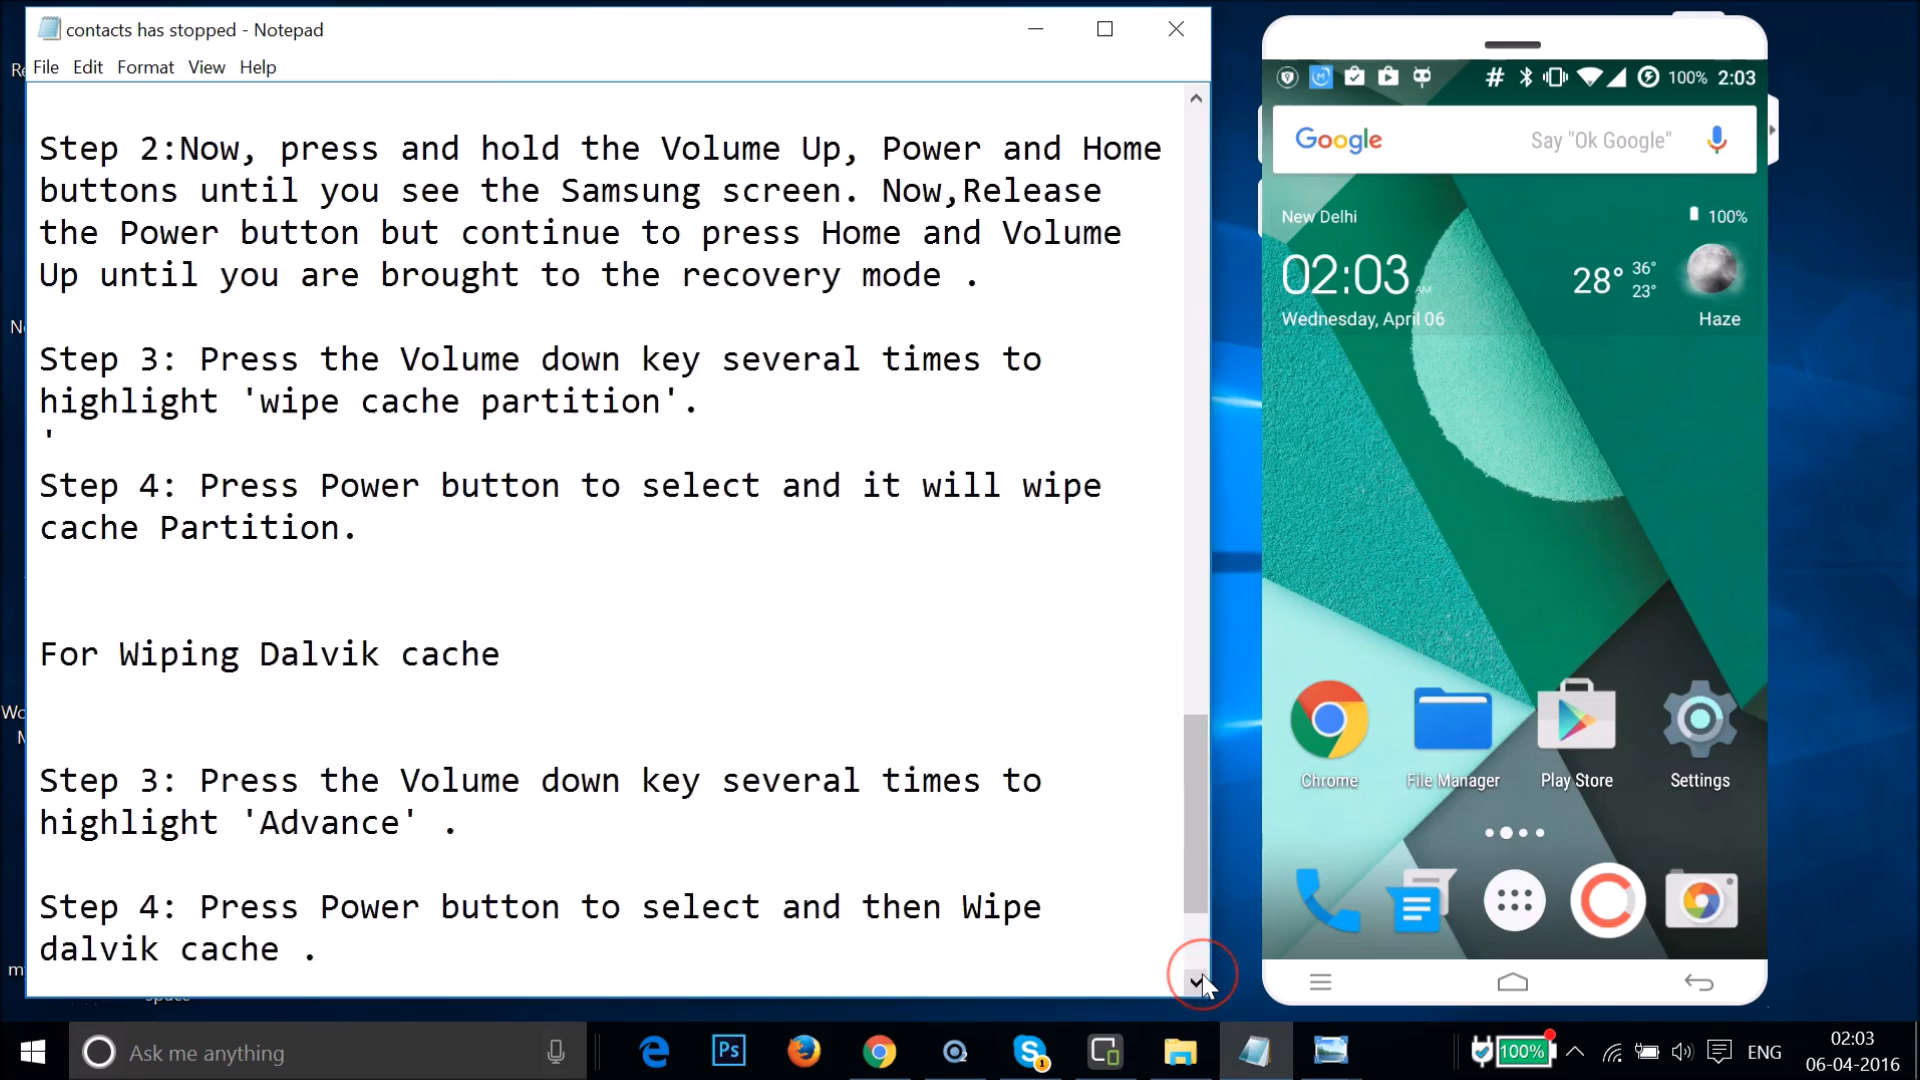 contacts has stopped - Notepad
File Edit Format View Help
Step 2:Now, press and hold the Volume Up, Power and Home
buttons until you see the Samsung screen. Now,Release
the Power button but continue to press Home and Volume
Up until you are brought to the recovery mode .
Step 3: Press the Volume down key several times to
highlight 'wipe cache partition'.
'
Step 4: Press Power button to select and it will wipe
cache Partition.
For Wiping Dalvik cache
Step 3: Press the Volume down key several times to
highlight 'Advance' .
Step 4: Press Power button to select and then Wipe
dalvik cache .
100% 2:03
Google Say "Ok Google"
New Delhi 100%
02:03 AM 28° 36° 23°
Wednesday, April 06 Haze
Chrome File Manager Play Store Settings
space
Ask me anything
Ps
100%
ENG
02:03
06-04-2016